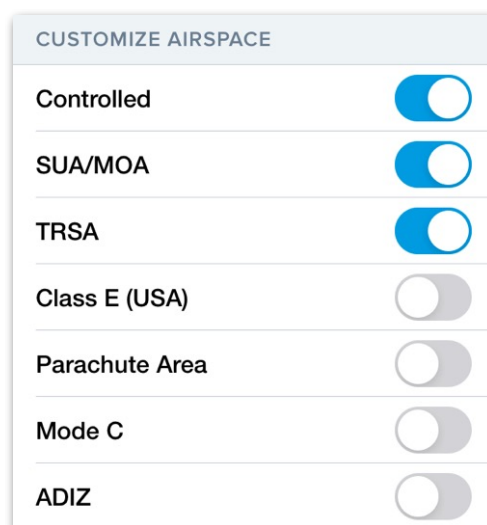 CUSTOMIZE AIRSPACE
Controlled
SUA/MOA
TRSA
Class E (USA)
Parachute Area
Mode C
ADIZ